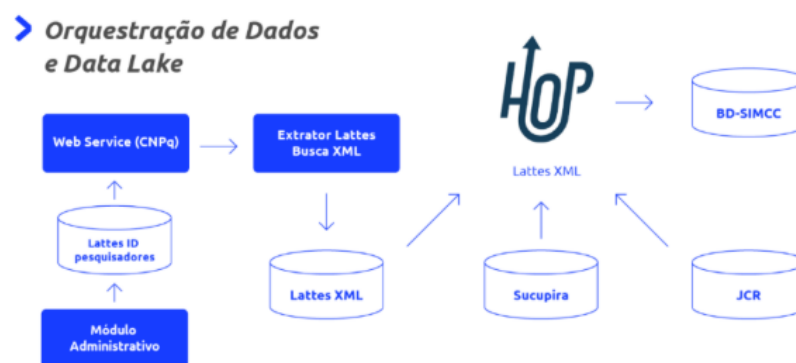 Orquestração de Dados
e Data Lake
HOP
Web Service (CNPq)
Extrator Lattes
Busca XML
BD-SIMCC
Lattes XML
Lattes ID
pesquisadores
Lattes XML
Sucupira
JCR
Módulo
Administrativo